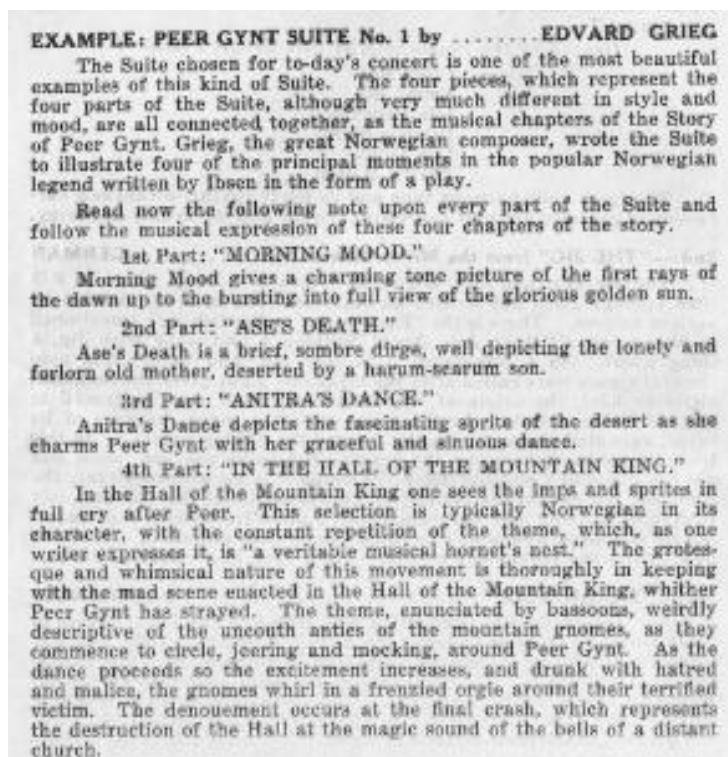 EXAMPLE: PEER GYNT SUITE No. 1 by ........ EDVARD GRIEG
The Suite chosen for to-day's concert is one of the most beautiful
examples of this kind of Suite. The four pieces, which represent the
four parts of the Suite, although very much different in style and
mood, are all connected together, as the musical chapters of the Story
of Peer Gynt. Grieg, the great Norwegian composer, wrote the Suite
to illustrate four of the principal moments in the popular Norwegian
legend written by Ibsen in the form of a play.
Read now the following note upon every part of the Suite and
follow the musical expression of these four chapters of the story.
1st Part: "MORNING MOOD."
Morning Mood gives a charming tone picture of the first rays of
the dawn up to the bursting into full view of the glorious golden sun.
2nd Part: "ASE'S DEATH."
Ase's Death is a brief, sombre dirge, well depicting the lonely and
forlorn old mother, deserted by a harum-scarum son.
3rd Part: "ANITRA'S DANCE."
Anitra's Dance depicts the fascinating sprite of the desert as she
charms Peer Gynt with her graceful and sinuous dance.
4th Part: "IN THE HALL OF THE MOUNTAIN KING."
In the Hall of the Mountain King one sees the imps and sprites in
full cry after Peer. This selection is typically Norwegian in its
character, with the constant repetition of the theme, which, as one
writer expresses it, is "a veritable musical hornet's nest." The grotes-
que and whimsical nature of this movement is thoroughly in keeping
with the mad scene enacted in the Hall of the Mountain King, whither
Peer Gynt has strayed. The theme, enunciated by bassoons, weirdly
descriptive of the uncouth antics of the mountain gnomes, as they
commence to circle, jeering and mocking, around Peer Gynt. As the
dance proceeds so the excitement increases, and drunk with hatred
and malice, the gnomes whirl in a frenzied orgie around their terrified
victim. The denouement occurs at the final crash, which represents
the destruction of the Hall at the magic sound of the bells of a distant
church.